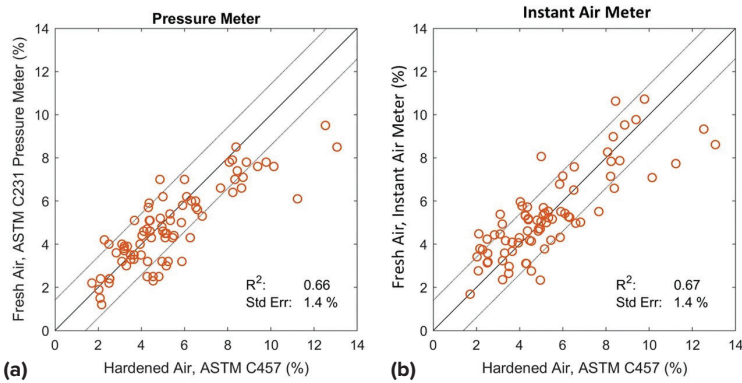 Pressure Meter
14
12
10
8
6
4
2
0
Fresh Air, ASTM C231 Pressure Meter (%)
R²: 0.66
Std Err: 1.4 %
0 2 4 6 8 10 12 14
Hardened Air, ASTM C457 (%)
(a)
Instant Air Meter
14
12
10
8
6
4
2
0
Fresh Air, Instant Air Meter (%)
R²: 0.67
Std Err: 1.4 %
0 2 4 6 8 10 12 14
Hardened Air, ASTM C457 (%)
(b)